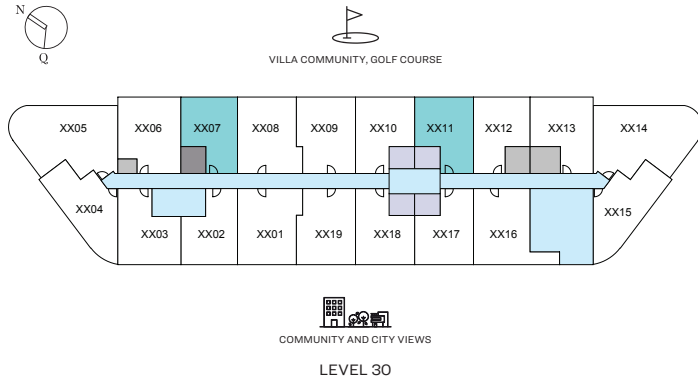 N
Q
VILLA COMMUNITY, GOLF COURSE
XX05 XX06 XX07 XX08 XX09 XX10 XX11 XX12 XX13 XX14
XX04 XX15
XX03 XX02 XX01 XX19 XX18 XX17 XX16
COMMUNITY AND CITY VIEWS
LEVEL 30